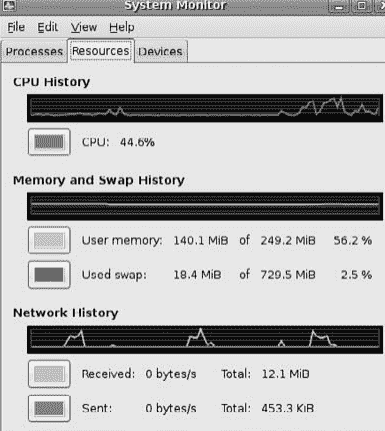 System Monitor
File Edit View Help
Processes Resources Devices
CPU History
CPU: 44.6%
Memory and Swap History
User memory: 140.1 MiB of 249.2 MiB 56.2 %
Used swap: 18.4 MiB of 729.5 MiB 2.5 %
Network History
Received: 0 bytes/s Total: 12.1 MiB
Sent: 0 bytes/s Total: 453.3 KiB